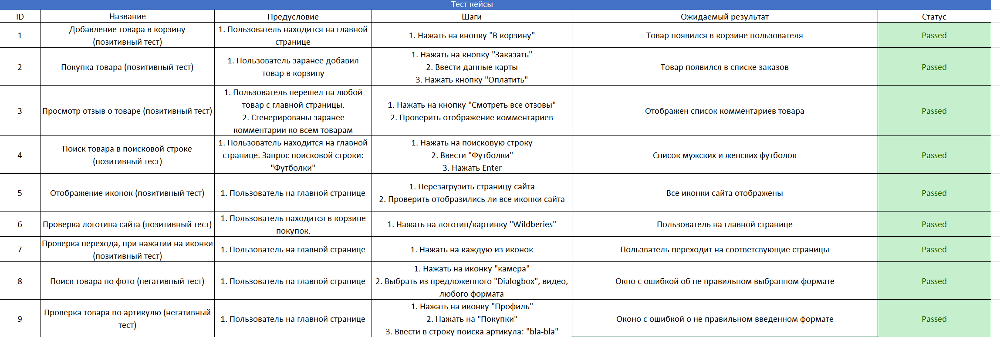 Тест кейсы
ID
Название
Предусловие
Шаги
Ожидаемый результат
Статус
1
Добавление товара в корзину
(позитивный тест)
1. Пользователь находится на главной
странице
1. Нажать на кнопку "В корзину"
Товар появился в корзине пользователя
Passed
2
Покупка товара (позитивный тест)
1. Пользователь заранее добавил
товар в корзину
1. Нажать на кнопку "Заказать"
2. Ввести данные карты
3. Нажать кнопку "Оплатить"
Товар появился в списке заказов
Passed
3
Просмотр отзыв о товаре (позитивный тест)
1. Пользователь перешел на любой
товар с главной страницы.
2. Сгенерированы заранее
комментарии ко всем товарам
1. Нажать на кнопку "Смотреть все отзовы"
2. Проверить отображение комментариев
Отображен список комментариев товара
Passed
4
Поиск товара в поисковой строке
(позитивный тест)
1. Пользователь находится на главной
странице. Запрос поисковой строки:
"Футболки"
1. Нажать на поисковую строку
2. Ввести "Футболки"
3. Нажать Enter
Список мужских и женских футболок
Passed
5
Отображение иконок (позитивный тест)
1. Пользователь на главной странице
1. Перезагрузить страницу сайта
2. Проверить отобразились ли все иконки сайта
Все иконки сайта отображены
Passed
6
Проверка логотипа сайта (позитивный тест)
1. Пользователь находится в корзине
покупок.
1. Нажать на логотип/картинку "Wildberies"
Пользователь на главной странице
Passed
7
Проверка перехода, при нажатии на иконки
(позитивный тест)
1. Пользователь на главной странице
1. Нажать на каждую из иконок
Пользватель переходит на соответсвующие страницы
Passed
8
Поиск товара по фото (негативный тест)
1. Пользователь на главной странице
1. Нажать на иконку "камера"
2. Выбрать из предложенного "Dialogbox", видео,
любого формата
Окно с ошибкой об не правильном выбранном формате
Passed
9
Проверка товара по артикулю (негативный
тест)
1. Пользователь на главной странице
1. Нажать на иконку "Профиль"
2. Нажать на "Покупки"
3. Ввести в строку поиска артикула: "bla-bla"
Оконо с ошибкой о не правильном введенном формате
Passed